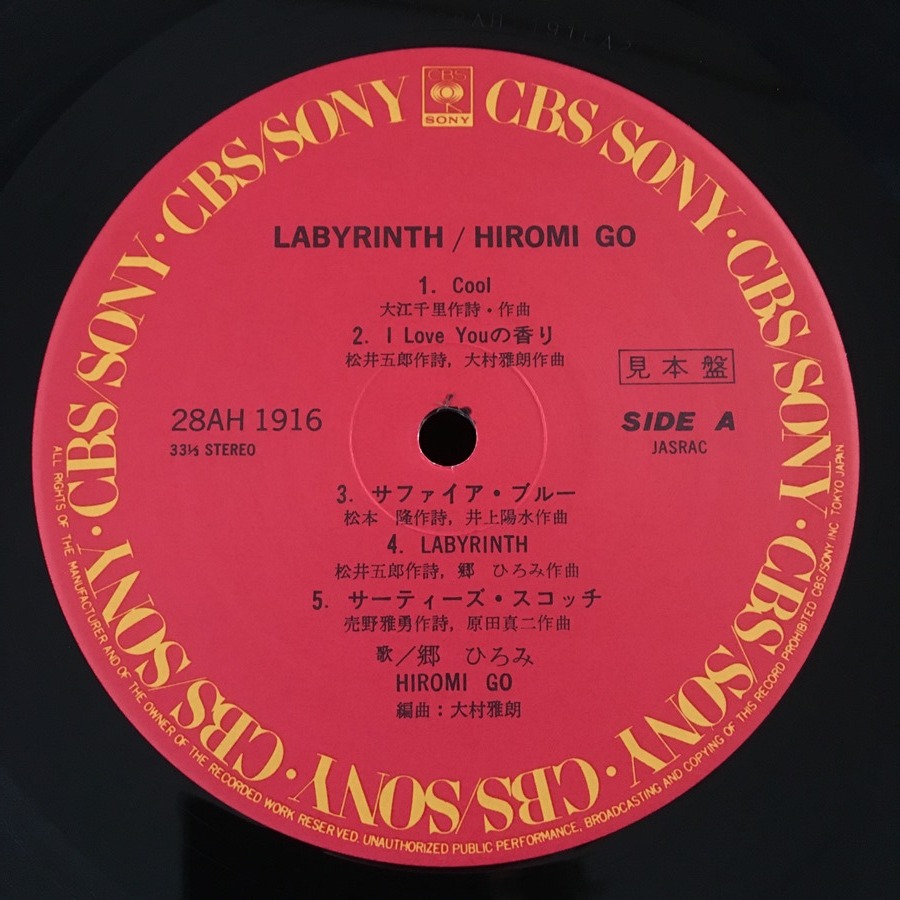 CBS
SONY
CBS/SONY · CBS/SONY · CBS/SONY · CBS/SONY · CBS/SONY · CBS/SONY · CBS/SONY · CBS/SONY
LABYRINTH / HIROMI GO
1. Cool
大江千里作詩・作曲
2. I Love Youの香り
松井五郎作詩, 大村雅朗作曲
見本盤
28AH 1916
SIDE A
33⅓ STEREO
JASRAC
3. サファイア・ブルー
松本 隆作詩, 井上陽水作曲
4. LABYRINTH
松井五郎作詩, 郷 ひろみ作曲
5. サーティーズ・スコッチ
売野雅勇作詩, 原田真二作曲
歌/郷 ひろみ
HIROMI GO
編曲：大村雅朗
ALL RIGHTS OF THE MANUFACTURER AND OF THE OWNER OF THE RECORDED WORK RESERVED. UNAUTHORIZED PUBLIC PERFORMANCE, BROADCASTING AND COPYING OF THIS RECORD PROHIBITED CBS/SONY INC. TOKYO JAPAN